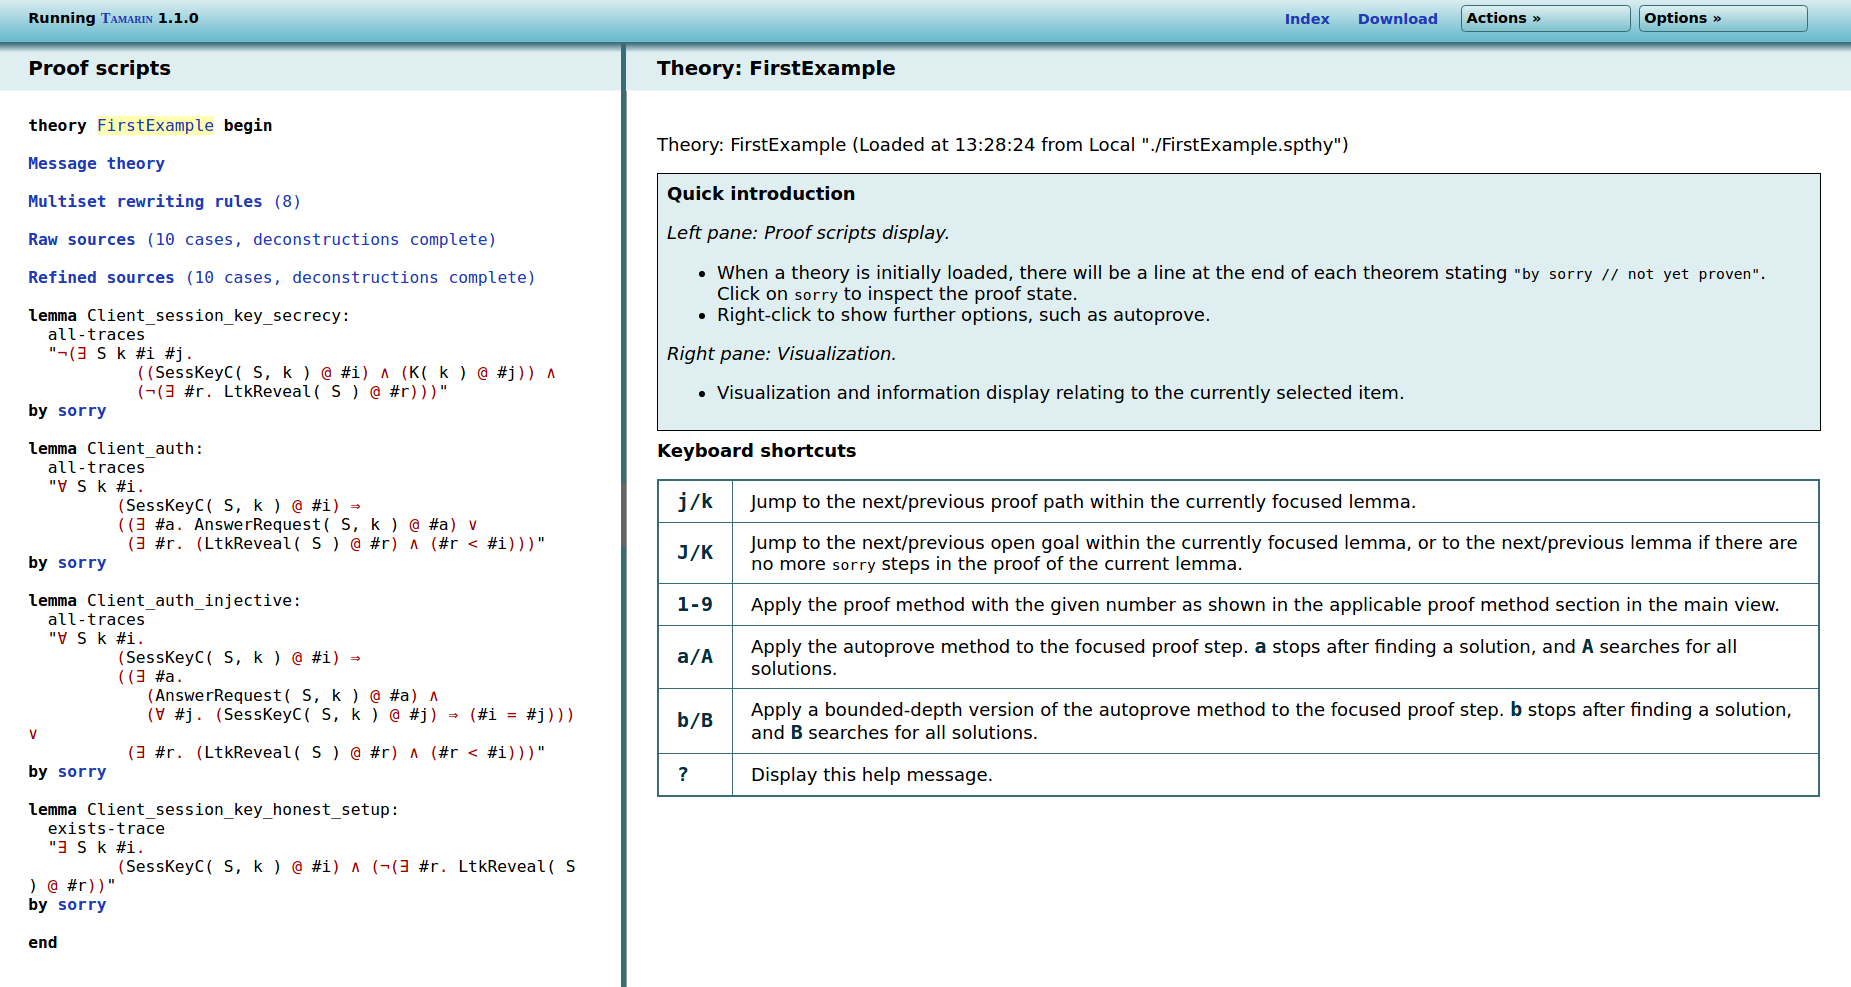 Running TAMARIN 1.1.0
Index Download Actions » Options »
Proof scripts
theory FirstExample begin
Message theory
Multiset rewriting rules (8)
Raw sources (10 cases, deconstructions complete)
Refined sources (10 cases, deconstructions complete)
lemma Client_session_key_secrecy:
all-traces
"¬(∃ S k #i #j.
((SessKeyC( S, k ) @ #i) ∧ (K( k ) @ #j)) ∧
(¬(∃ #r. LtkReveal( S ) @ #r)))"
by sorry
lemma Client_auth:
all-traces
"∀ S k #i.
(SessKeyC( S, k ) @ #i) ⇒
((∃ #a. AnswerRequest( S, k ) @ #a) ∨
(∃ #r. (LtkReveal( S ) @ #r) ∧ (#r < #i)))"
by sorry
lemma Client_auth_injective:
all-traces
"∀ S k #i.
(SessKeyC( S, k ) @ #i) ⇒
((∃ #a.
(AnswerRequest( S, k ) @ #a) ∧
(∀ #j. (SessKeyC( S, k ) @ #j) ⇒ (#i = #j)))
∨
(∃ #r. (LtkReveal( S ) @ #r) ∧ (#r < #i)))"
by sorry
lemma Client_session_key_honest_setup:
exists-trace
"∃ S k #i.
(SessKeyC( S, k ) @ #i) ∧ (¬(∃ #r. LtkReveal( S
) @ #r))"
by sorry
end
Theory: FirstExample
Theory: FirstExample (Loaded at 13:28:24 from Local "./FirstExample.spthy")
Quick introduction
Left pane: Proof scripts display.
• When a theory is initially loaded, there will be a line at the end of each theorem stating "by sorry // not yet proven".
Click on sorry to inspect the proof state.
• Right-click to show further options, such as autoprove.
Right pane: Visualization.
• Visualization and information display relating to the currently selected item.
Keyboard shortcuts
j/k Jump to the next/previous proof path within the currently focused lemma.
J/K Jump to the next/previous open goal within the currently focused lemma, or to the next/previous lemma if there are
no more sorry steps in the proof of the current lemma.
1-9 Apply the proof method with the given number as shown in the applicable proof method section in the main view.
a/A Apply the autoprove method to the focused proof step. a stops after finding a solution, and A searches for all
solutions.
b/B Apply a bounded-depth version of the autoprove method to the focused proof step. b stops after finding a solution,
and B searches for all solutions.
? Display this help message.